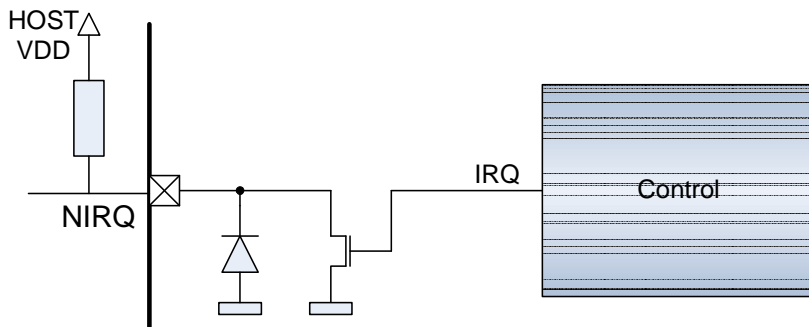 HOST
VDD
NIRQ
IRQ
Control